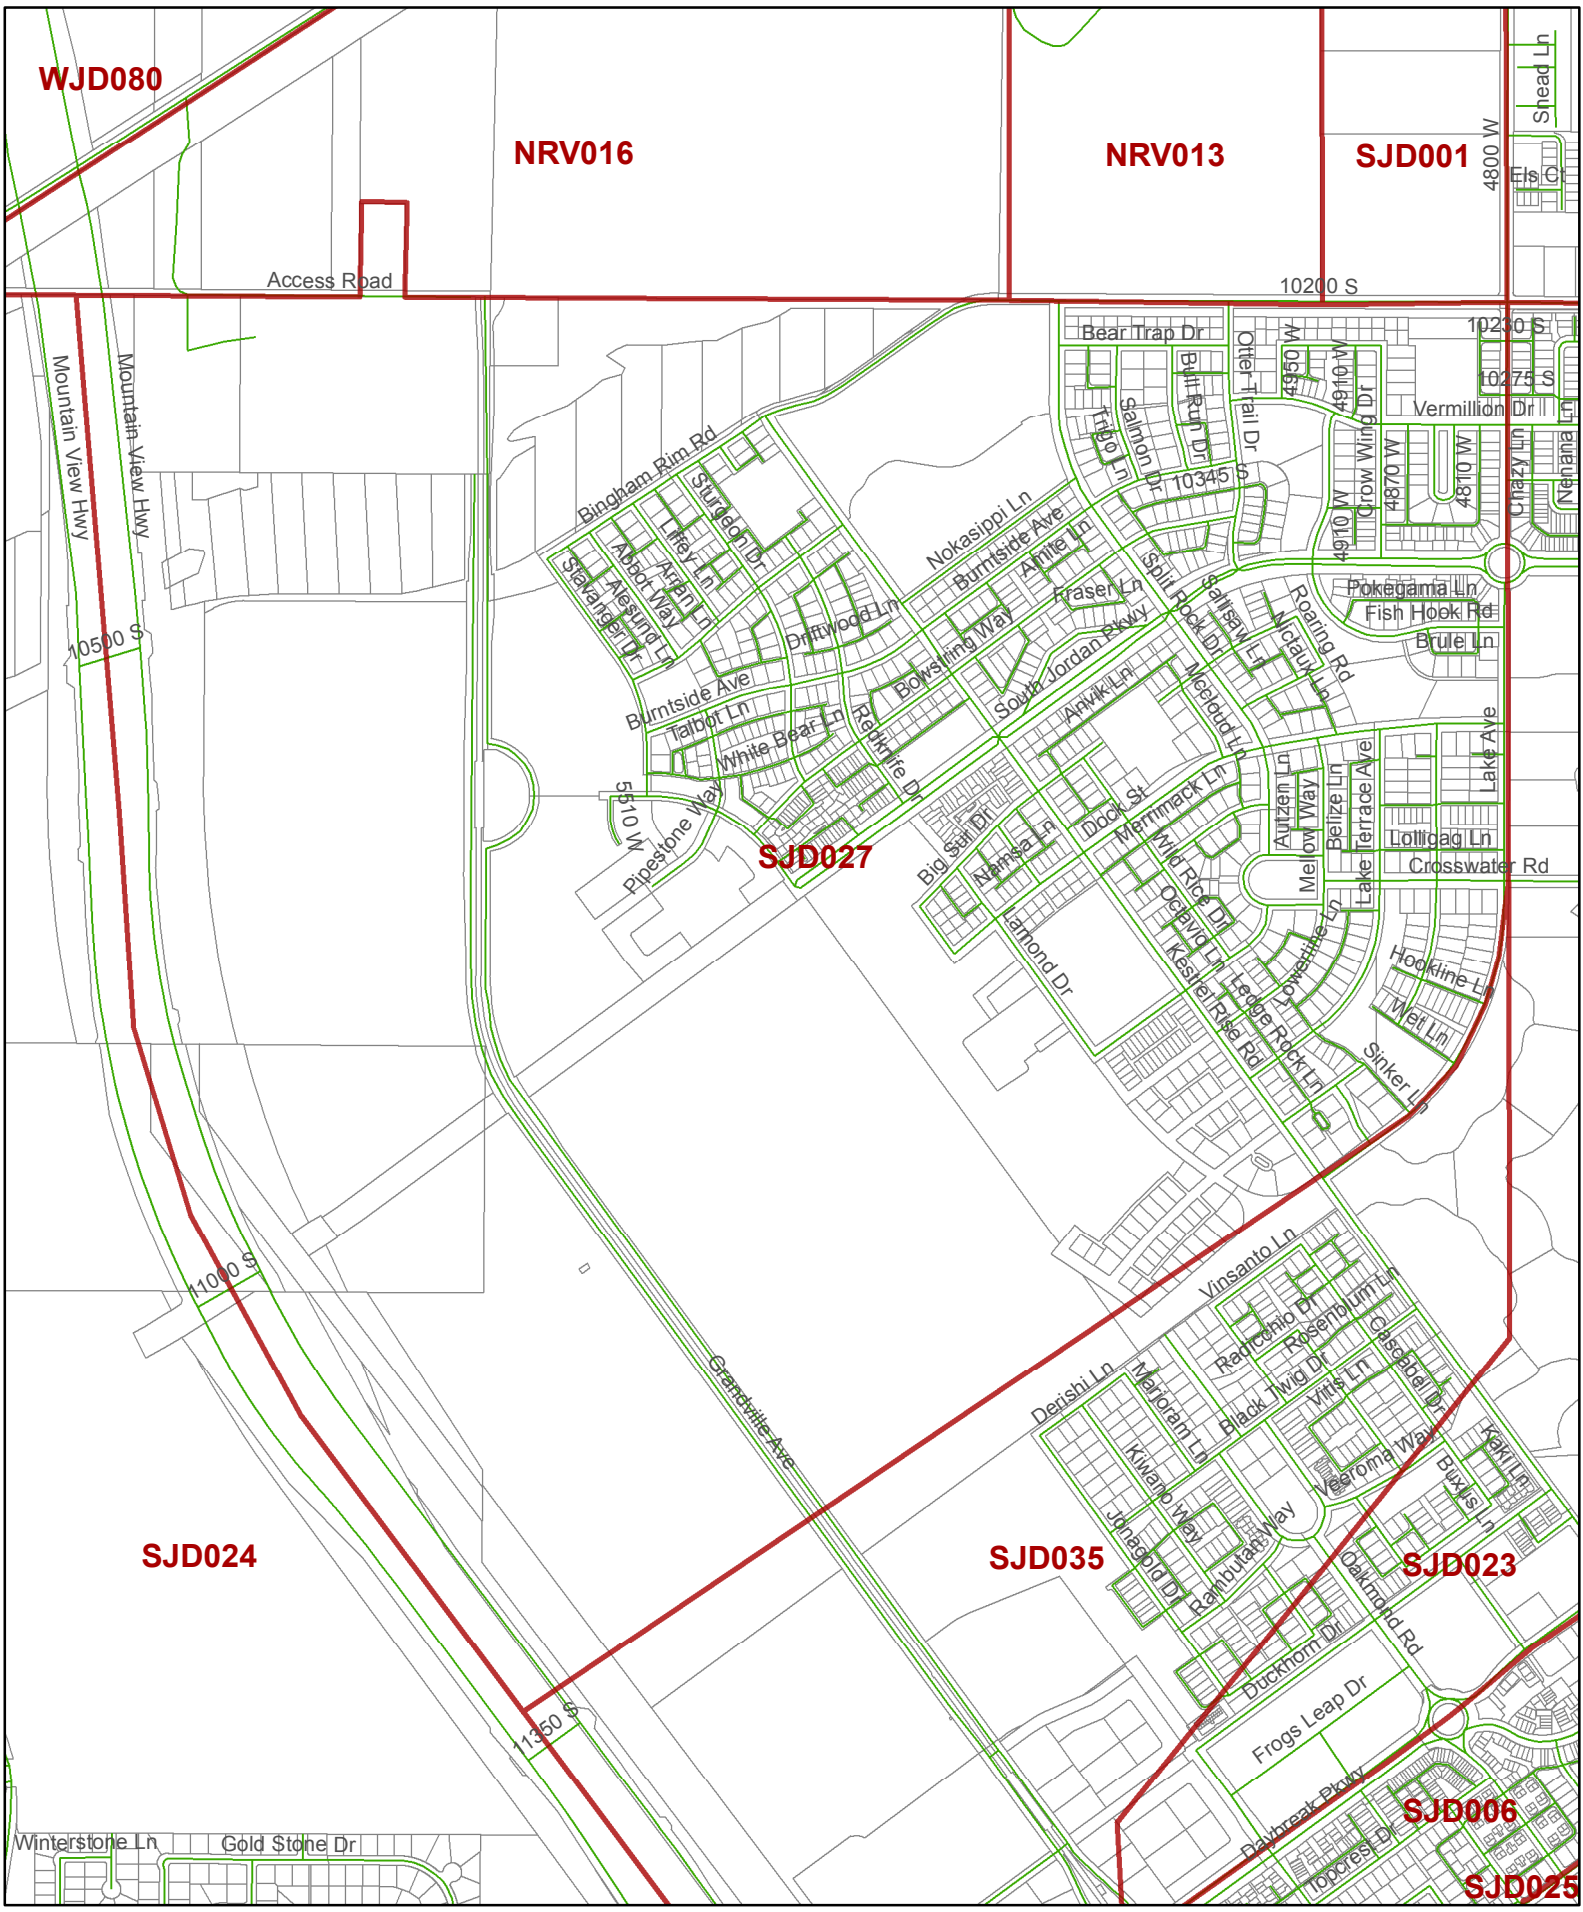 WJD080
NRV016
NRV013
SJD001
4800 W
Snead Ln
Els Ct
Access Road
10200 S
Bear Trap Dr
10230 S
10275 S
Vermillion Dr
Mountain View Hwy
Mountain View Hwy
Otter Trail Dr
4950 W
4910 W
Bull Run Dr
Salmon Dr
Trigo Ln
Crow Wing Dr
4870 W
4810 W
Chazy Ln
Nenana Ln
10345 S
4910 W
Bingham Rim Rd
Sturgeon Dr
Liffey Ln
Abbot Way
Arran Ln
Alesund Ln
Stavanger Dr
Nokasippi Ln
Burntside Ave
Amite Ln
Fraser Ln
Split Rock Dr
Sallisaw Ln
Roaring Rd
Nictaux Ln
Pokegama Ln
Fish Hook Rd
Brule Ln
10500 S
Driftwood Ln
Bowstring Way
South Jordan Pkwy
Anvik Ln
Mccloud Ln
Burntside Ave
Talbot Ln
White Bear Ln
Redknife Dr
5510 W
Pipestone Way
SJD027
Big Sur Dr
Namsa Ln
Dock St
Merrimack Ln
Wild Rice Dr
Autzen Ln
Mellow Way
Belize Ln
Lake Terrace Ave
Lake Ave
Lolligag Ln
Crosswater Rd
Lamond Dr
Octavio Ln
Kestrel Rise Rd
Ledge Rock Ln
Lowerline Ln
Hookline Ln
Wet Ln
Sinker Ln
11000 S
Vinsanto Ln
Radicchio Dr
Rosenblum Ln
Cascabel Dr
Grandville Ave
Derishi Ln
Marjoram Ln
Black Twig Dr
Vitis Ln
Kiwano Way
Veeroma Way
Buxus Ln
Kaki Ln
Jonagold Dr
Rambutan Way
Oakmond Rd
SJD024
SJD035
SJD023
Duckhorn Dr
Frogs Leap Dr
11350 S
Daybreak Pkwy
Topcrest Dr
SJD006
SJD025
Winterstone Ln
Gold Stone Dr